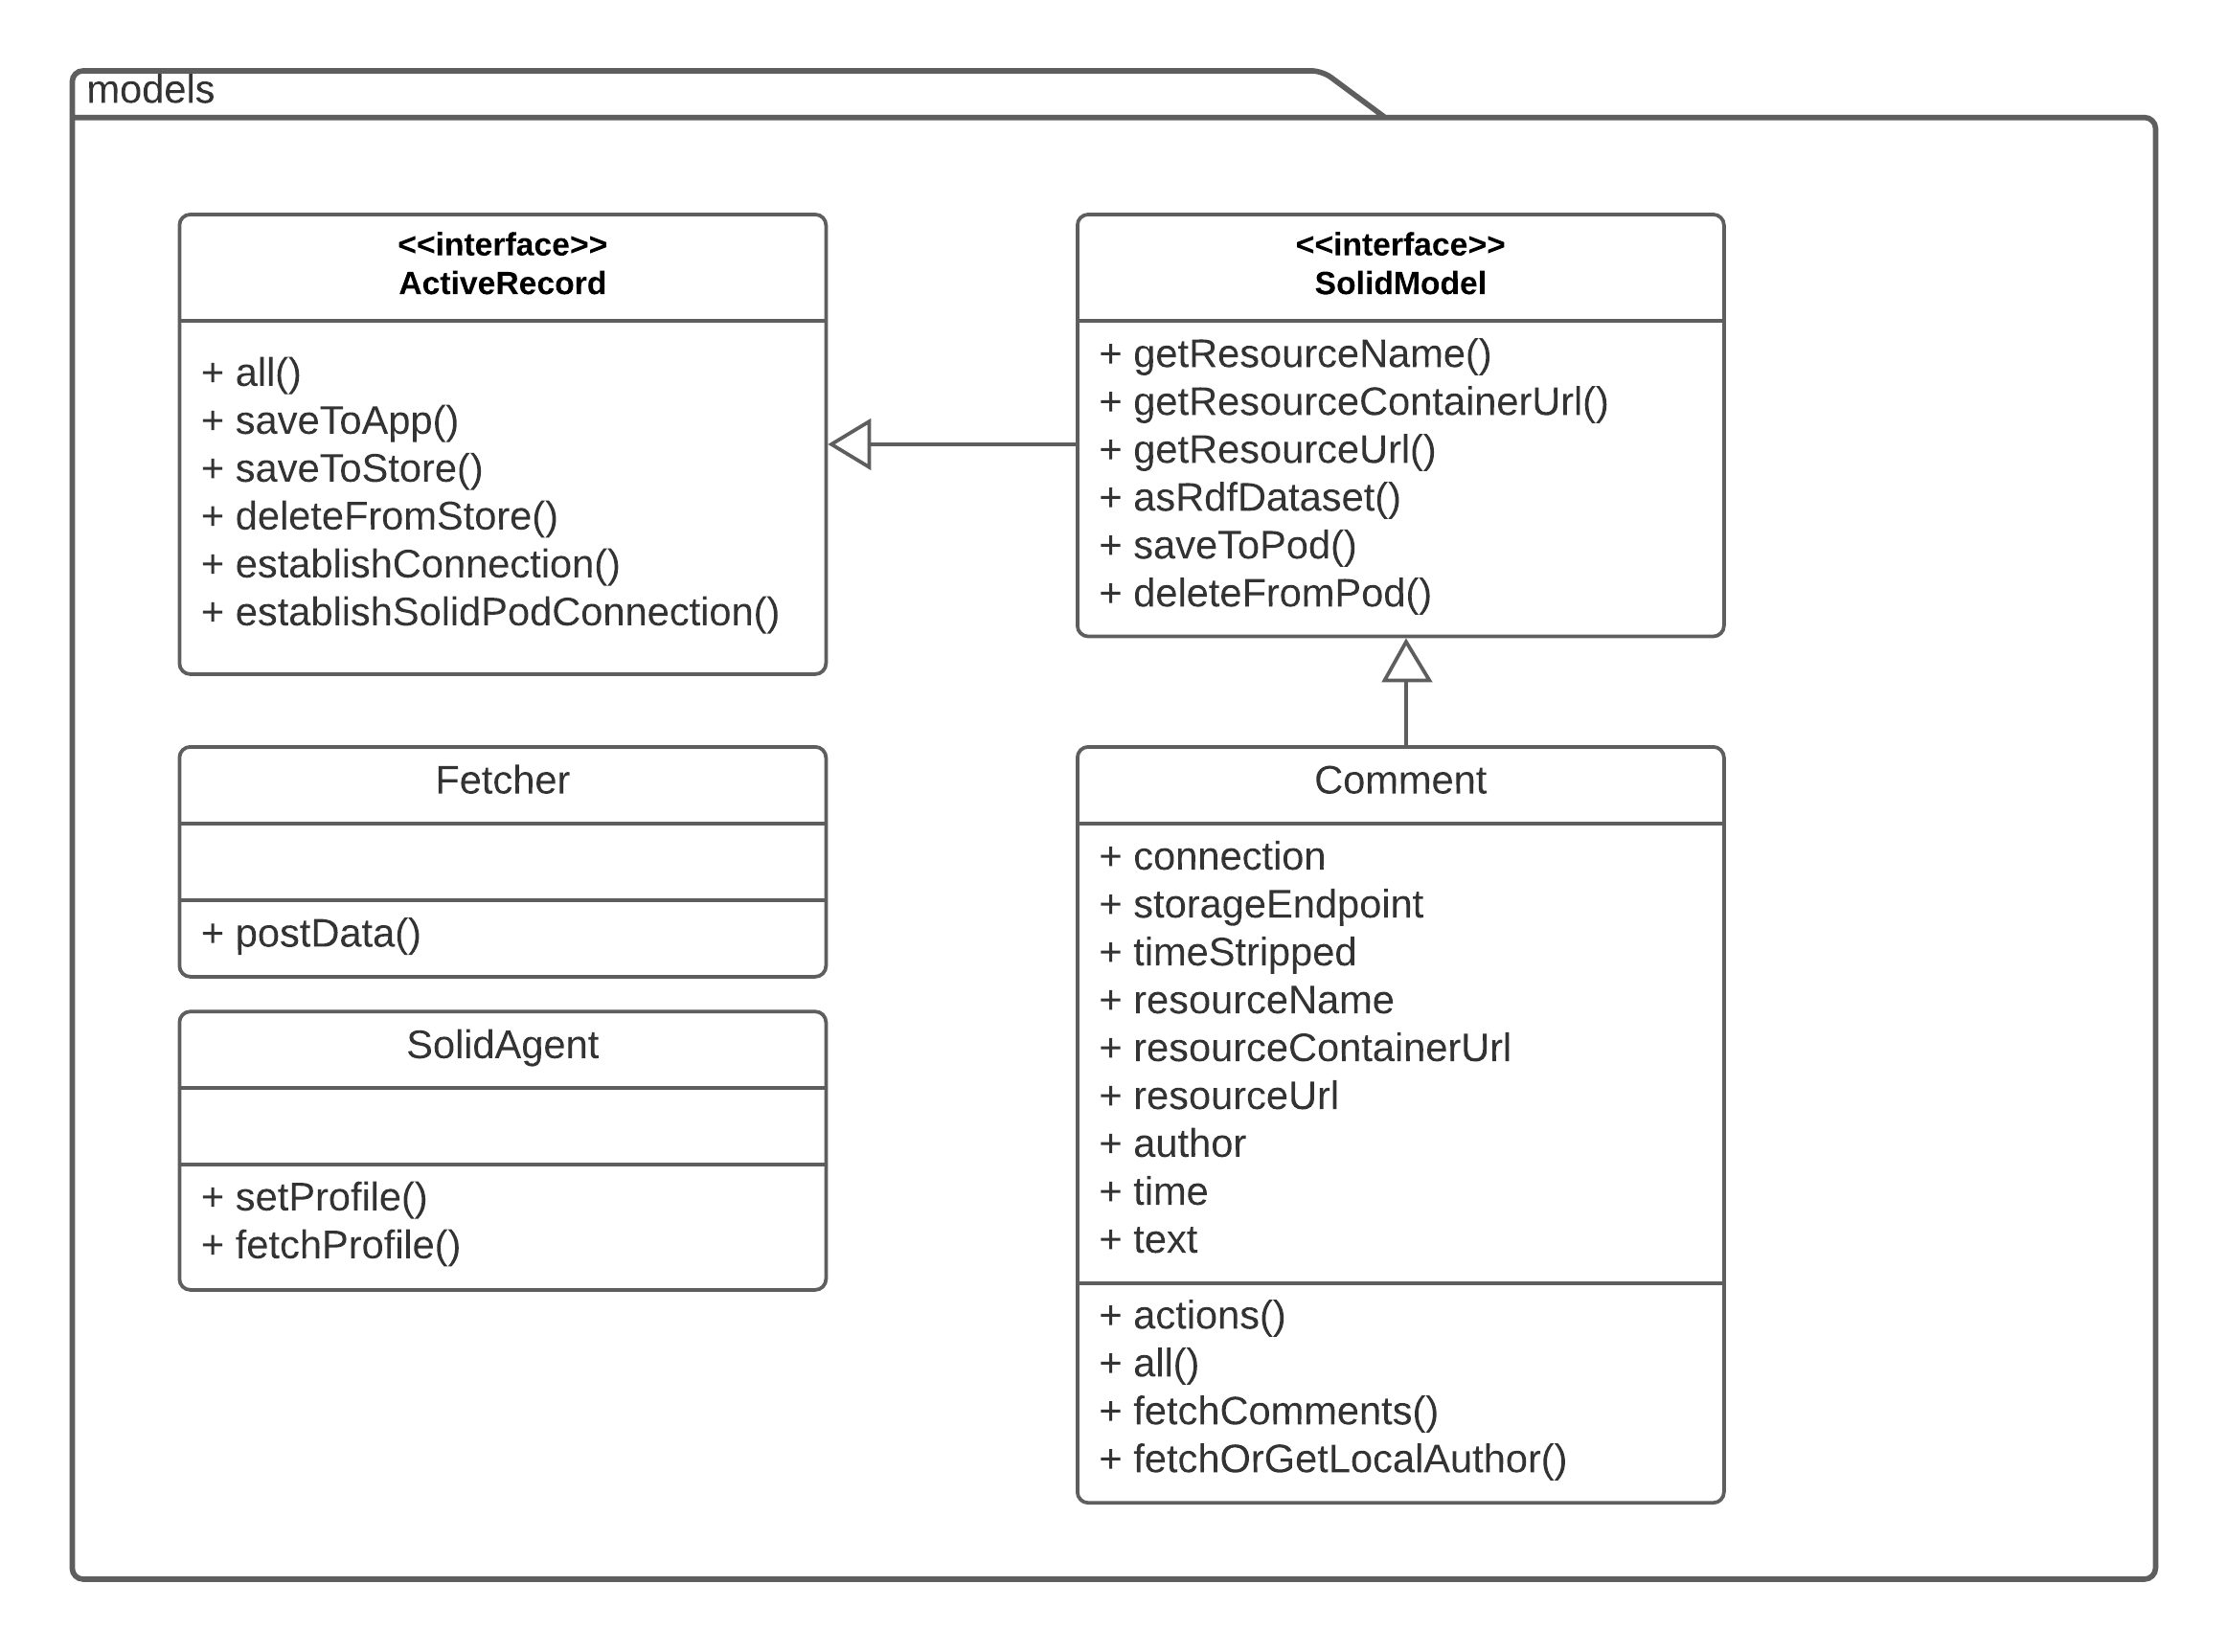 models
<<interface>>
ActiveRecord
+ all()
+ saveToApp()
+ saveToStore()
+ deleteFromStore()
+ establishConnection()
+ establishSolidPodConnection()
<<interface>>
SolidModel
+ getResourceName()
+ getResourceContainerUrl()
+ getResourceUrl()
+ asRdfDataset()
+ saveToPod()
+ deleteFromPod()
Fetcher
+ postData()
SolidAgent
+ setProfile()
+ fetchProfile()
Comment
+ connection
+ storageEndpoint
+ timeStripped
+ resourceName
+ resourceContainerUrl
+ resourceUrl
+ author
+ time
+ text
+ actions()
+ all()
+ fetchComments()
+ fetchOrGetLocalAuthor()